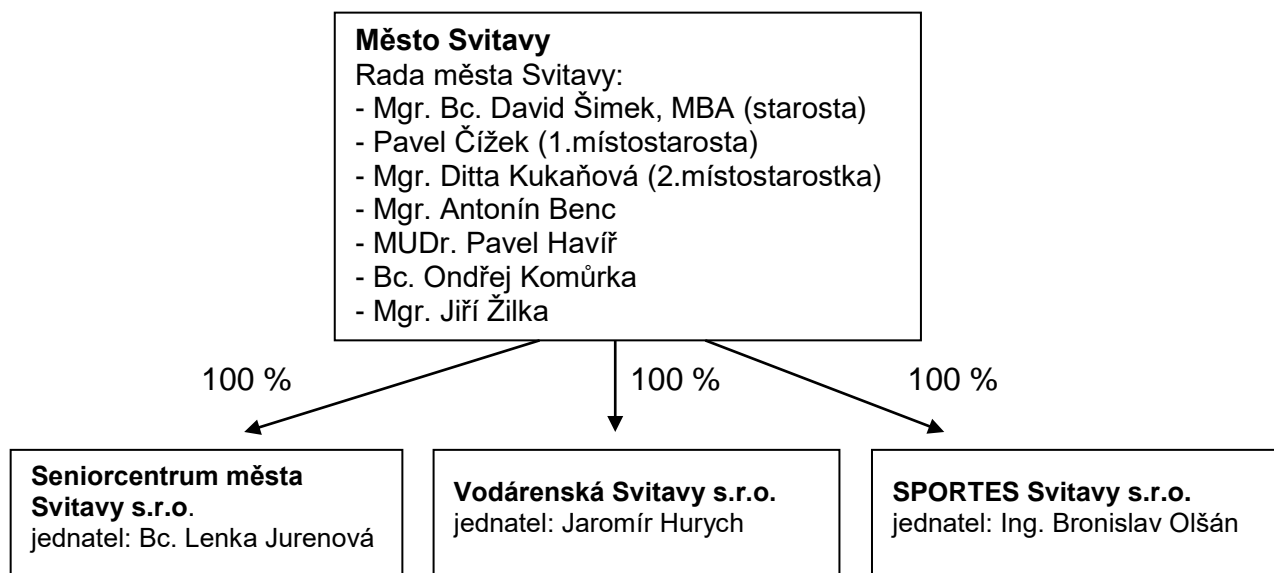 Město Svitavy
Rada města Svitavy:
- Mgr. Bc. David Šimek, MBA (starosta)
- Pavel Čížek (1.místostarosta)
- Mgr. Ditta Kukaňová (2.místostarostka)
- Mgr. Antonín Benc
- MUDr. Pavel Havíř
- Bc. Ondřej Komůrka
- Mgr. Jiří Žilka
100 %
100 %
100 %
Seniorcentrum města
Svitavy s.r.o.
jednatel: Bc. Lenka Jurenová
Vodárenská Svitavy s.r.o.
jednatel: Jaromír Hurych
SPORTES Svitavy s.r.o.
jednatel: Ing. Bronislav Olšán